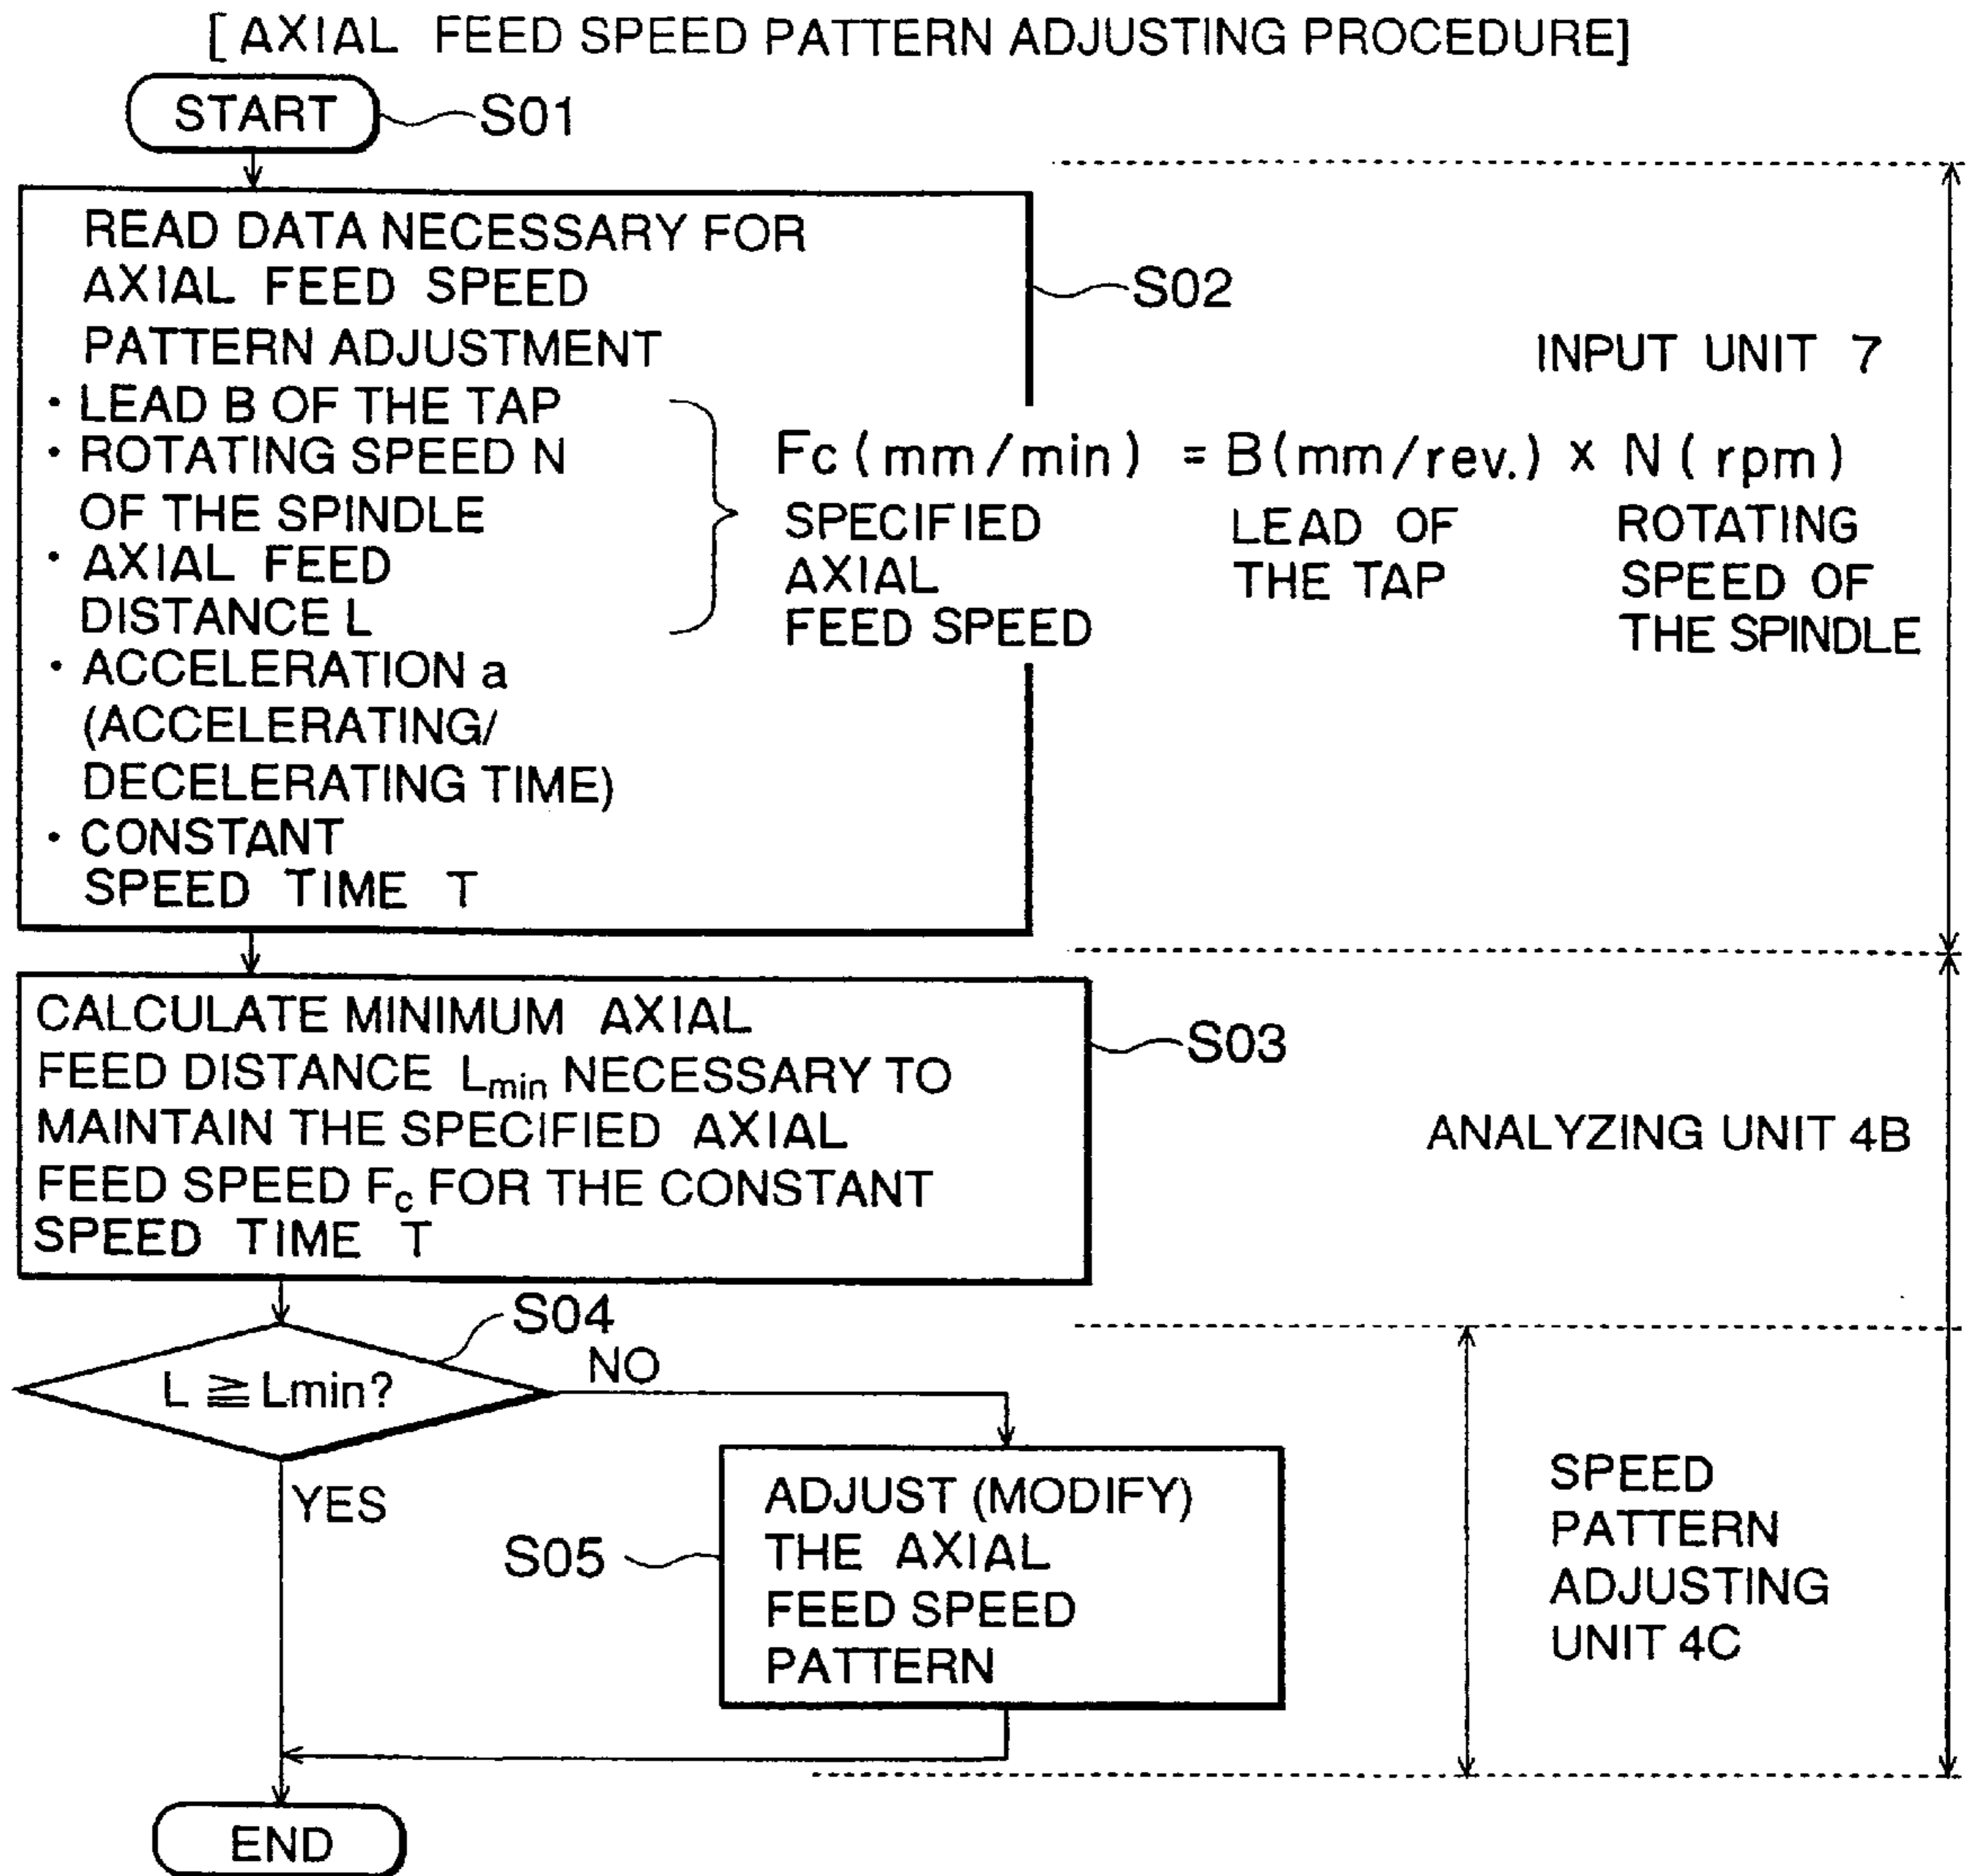 [AXIAL FEED SPEED PATTERN ADJUSTING PROCEDURE]
START
S01
READ DATA NECESSARY FOR
AXIAL FEED SPEED
PATTERN ADJUSTMENT
· LEAD B OF THE TAP
· ROTATING SPEED N
OF THE SPINDLE
· AXIAL FEED
DISTANCE L
· ACCELERATION a
(ACCELERATING/
DECELERATING TIME)
· CONSTANT
SPEED TIME T
S02
INPUT UNIT 7
Fc (mm/min) = B(mm/rev.) x N( rpm)
SPECIFIED
AXIAL
FEED SPEED
LEAD OF
THE TAP
ROTATING
SPEED OF
THE SPINDLE
CALCULATE MINIMUM AXIAL
FEED DISTANCE Lmin NECESSARY TO
MAINTAIN THE SPECIFIED AXIAL
FEED SPEED Fc FOR THE CONSTANT
SPEED TIME T
S03
ANALYZING UNIT 4B
S04
L ≧ Lmin?
NO
YES
ADJUST (MODIFY)
THE AXIAL
FEED SPEED
PATTERN
S05
SPEED
PATTERN
ADJUSTING
UNIT 4C
END